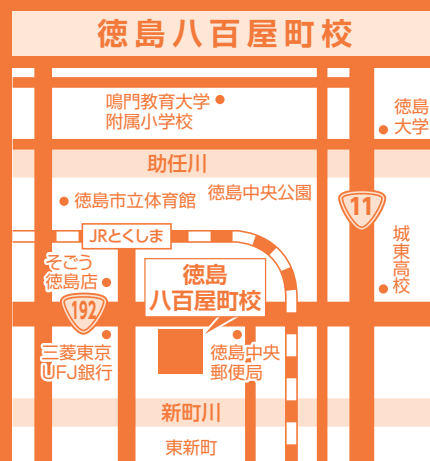 徳島八百屋町校
鳴門教育大学
附属小学校
徳島
大学
助任川
徳島市立体育館
徳島中央公園
11
JRとくしま
城東高校
そごう
徳島店
徳島
八百屋町校
192
三菱東京
UFJ銀行
徳島中央
郵便局
新町川
東新町